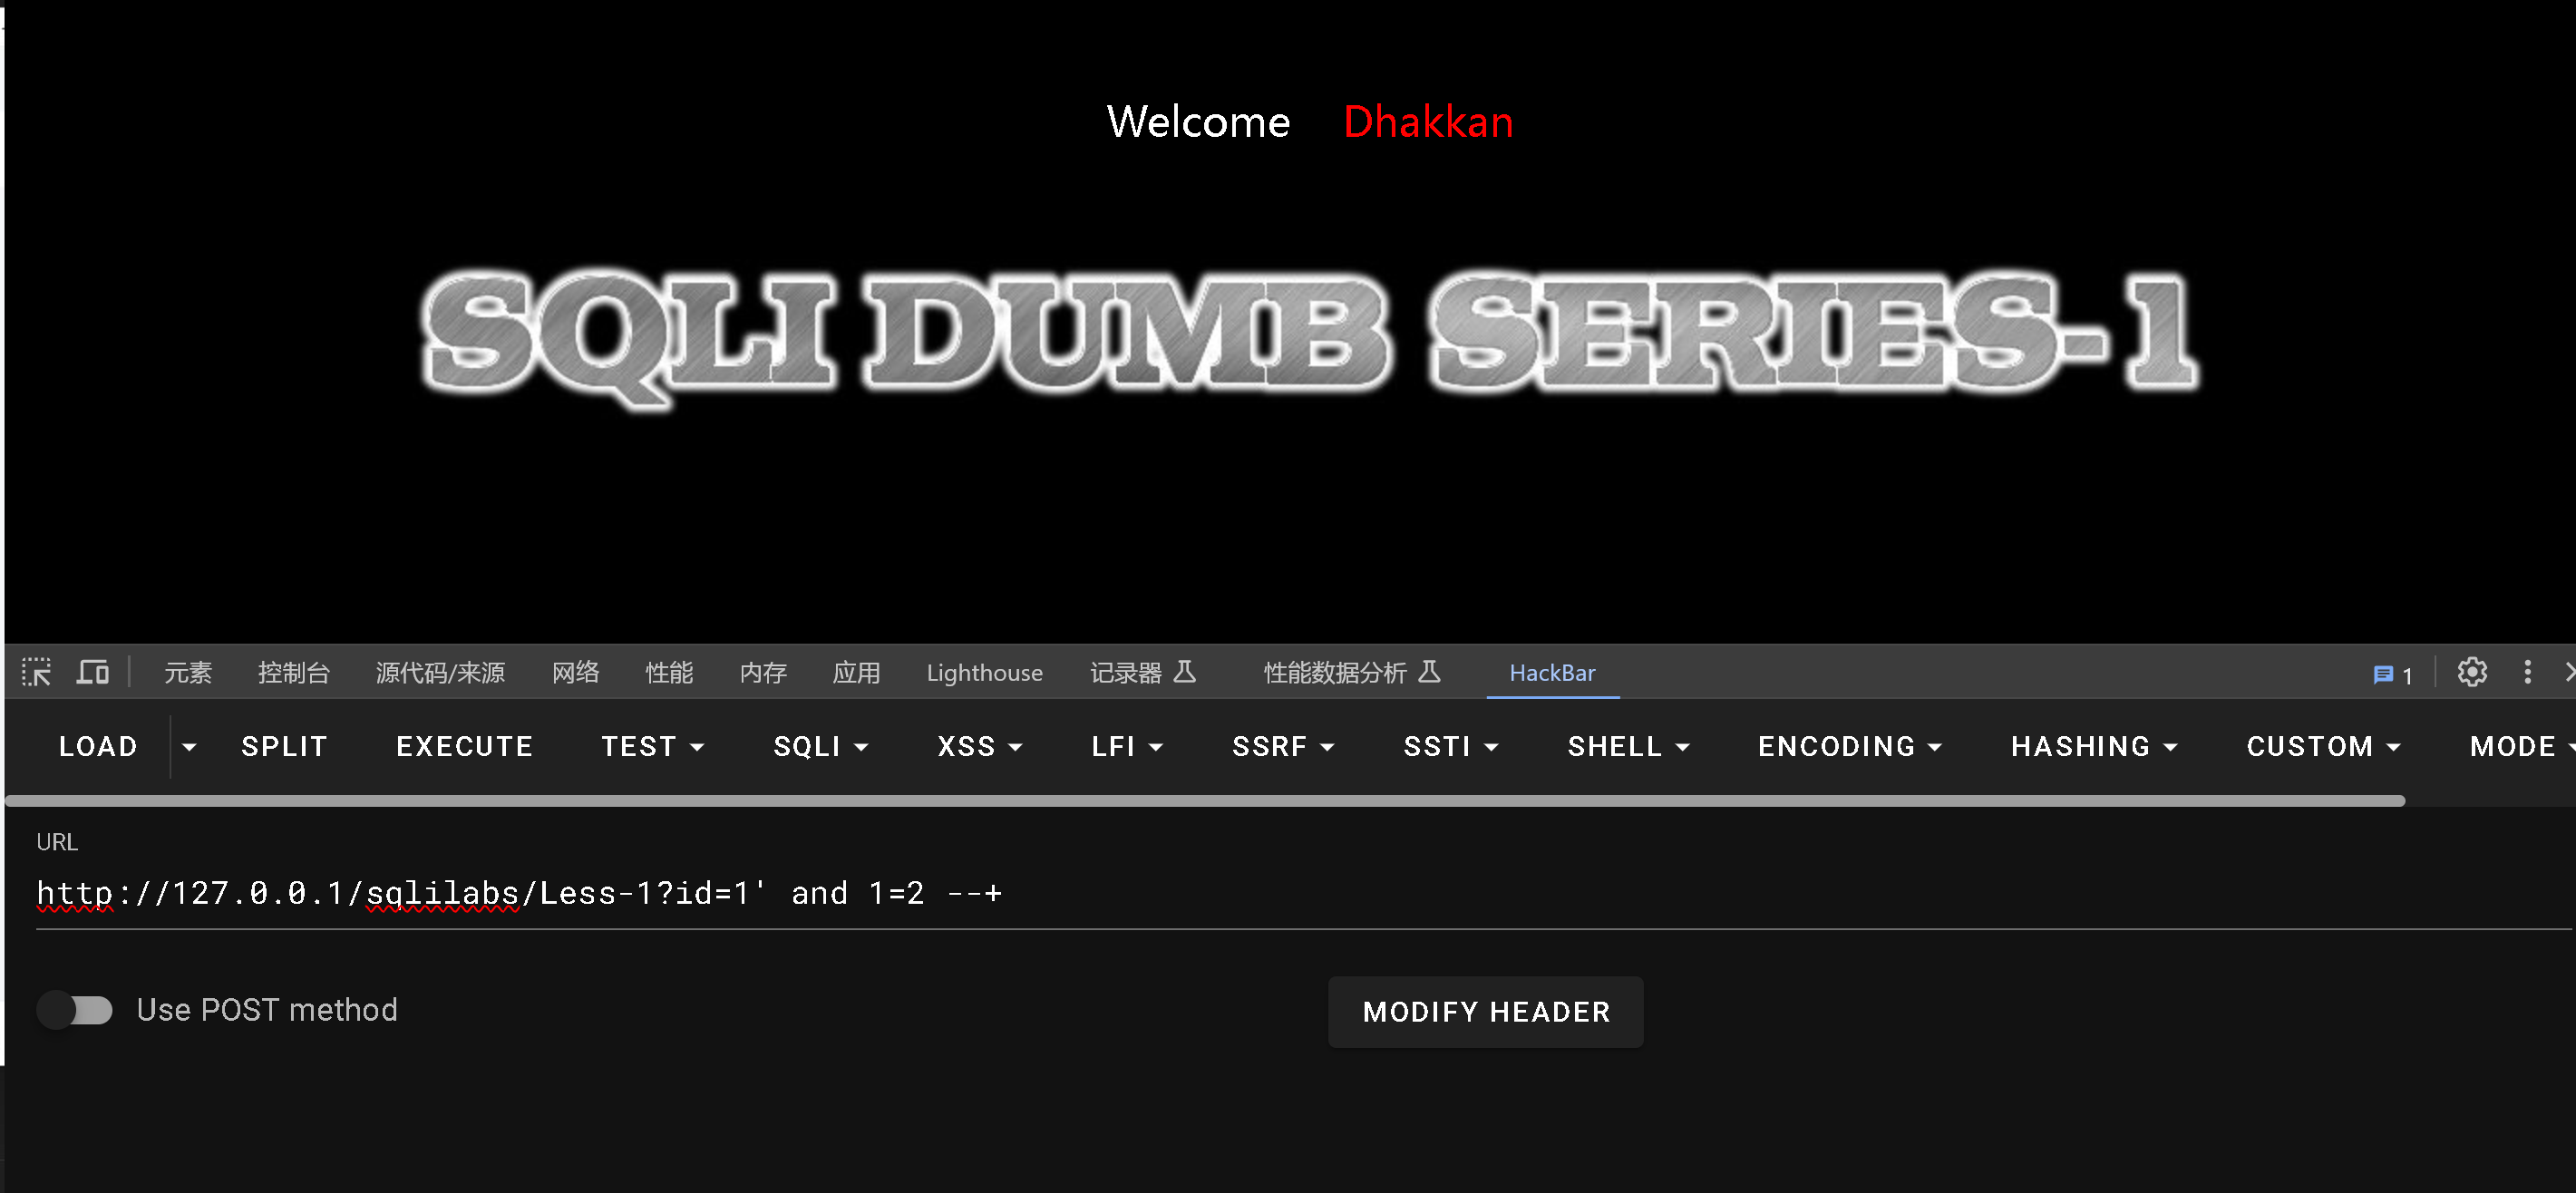 Welcome Dhakkan
SQLI DUMB SERIES-1
元素 控制台 源代码/来源 网络 性能 内存 应用 Lighthouse 记录器 性能数据分析 HackBar 1
LOAD SPLIT EXECUTE TEST SQLI XSS LFI SSRF SSTI SHELL ENCODING HASHING CUSTOM MODE
URL
http://127.0.0.1/sqlilabs/Less-1?id=1' and 1=2 --+
Use POST method MODIFY HEADER